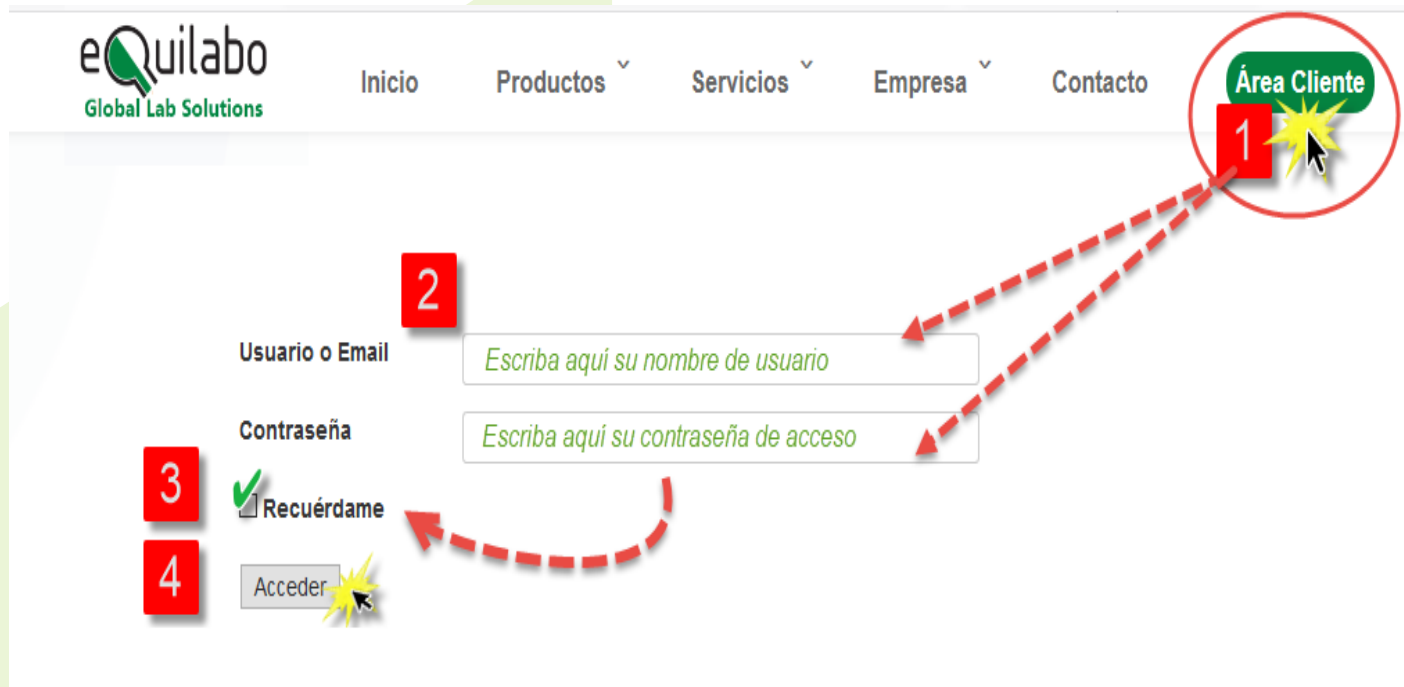 eQuilabo
Global Lab Solutions
Inicio Productos Servicios Empresa Contacto Área Cliente
1
2
Usuario o Email Escriba aquí su nombre de usuario
Contraseña Escriba aquí su contraseña de acceso
3 Recuérdame
4 Acceder